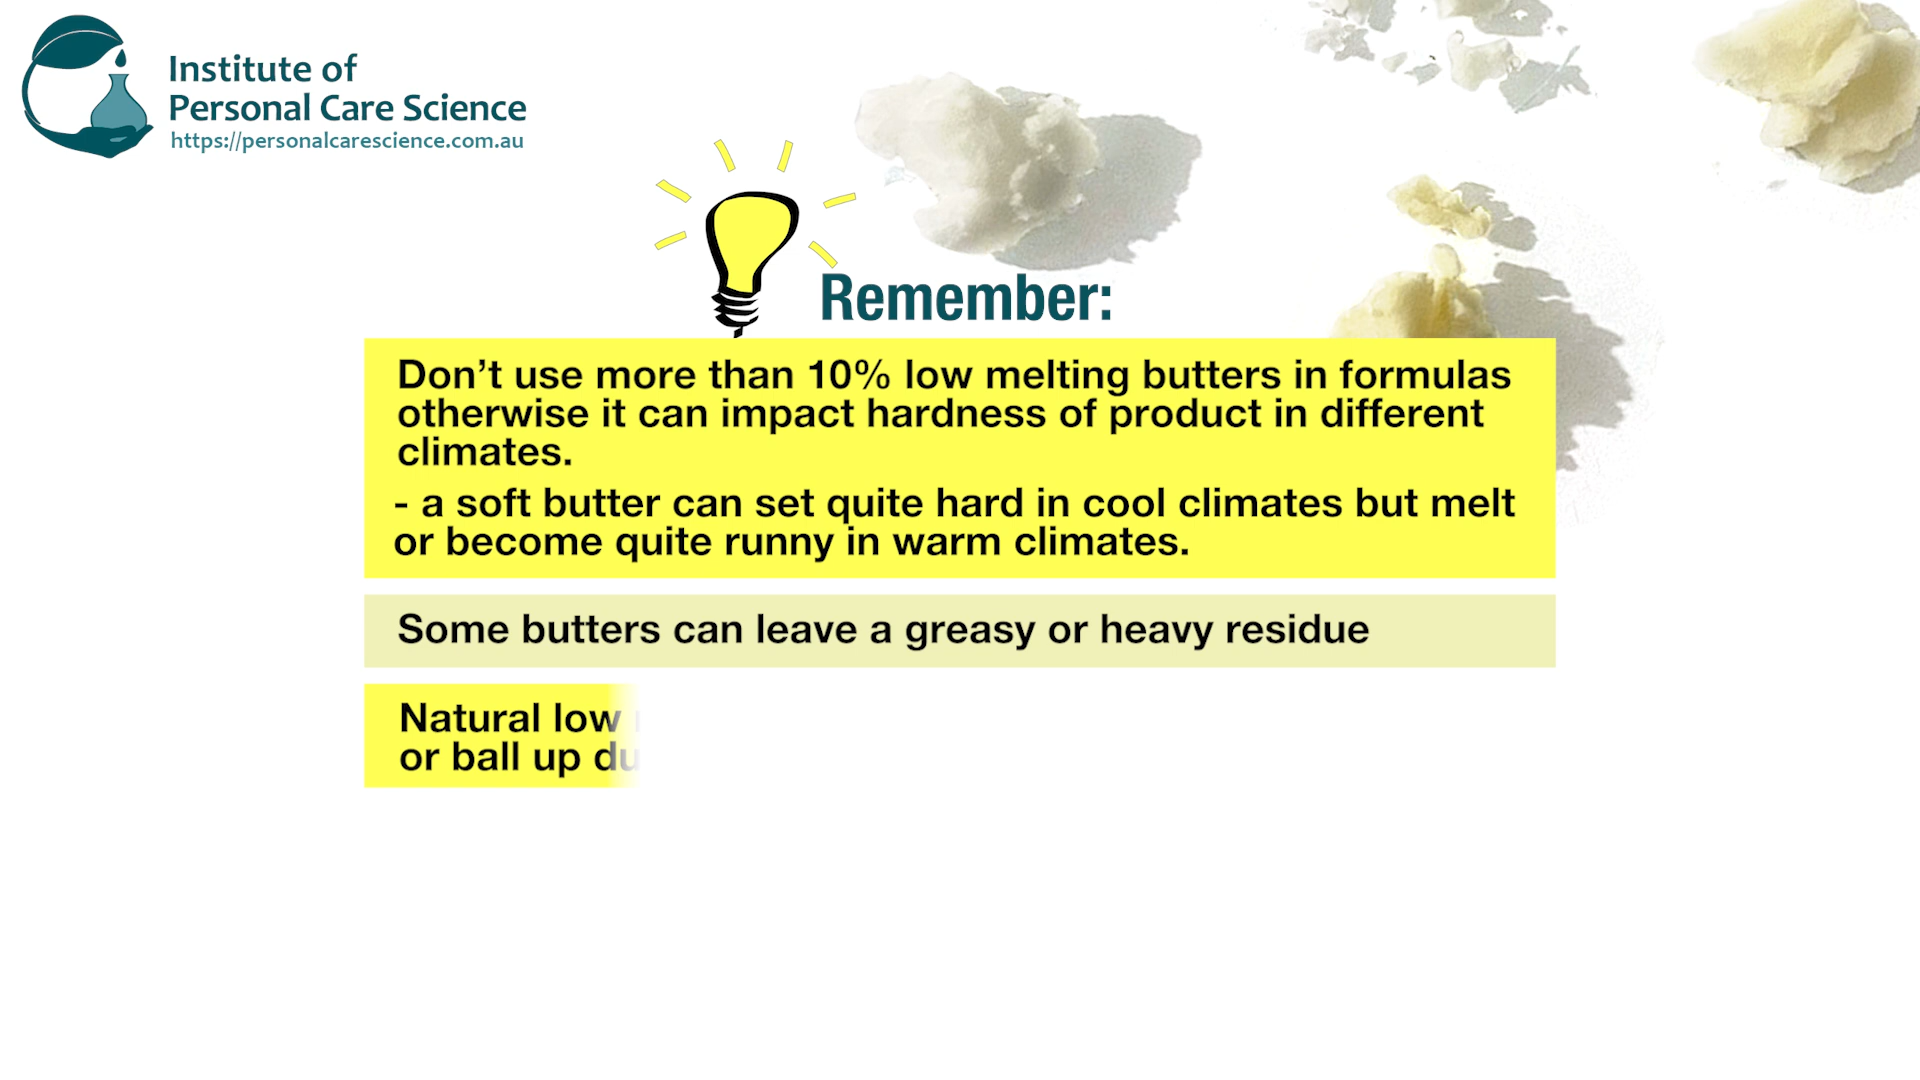 Institute of
Personal Care Science
https://personalcarescience.com.au
Remember:
Don't use more than 10% low melting butters in formulas
otherwise it can impact hardness of product in different
climates.
- a soft butter can set quite hard in cool climates but melt
or become quite runny in warm climates.
Some butters can leave a greasy or heavy residue
Natural low
or ball up